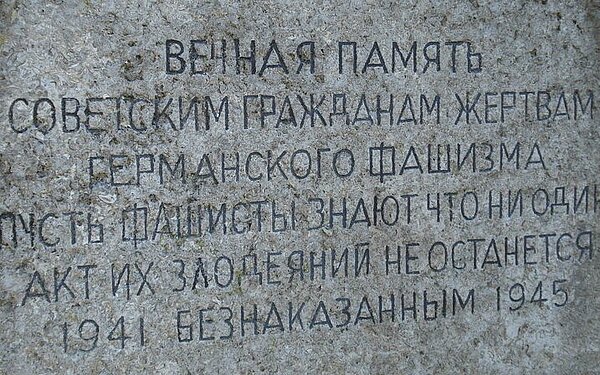 ВЕЧНАЯ ПАМЯТЬ
СОВЕТСКИМ ГРАЖДАНАМ ЖЕРТВАМ
ГЕРМАНСКОГО ФАШИЗМА
ПУСТЬ ФАШИСТЫ ЗНАЮТ ЧТО НИ ОДИН
АКТ ИХ ЗЛОДЕЯНИЙ НЕ ОСТАНЕТСЯ
1941 БЕЗНАКАЗАННЫМ 1945